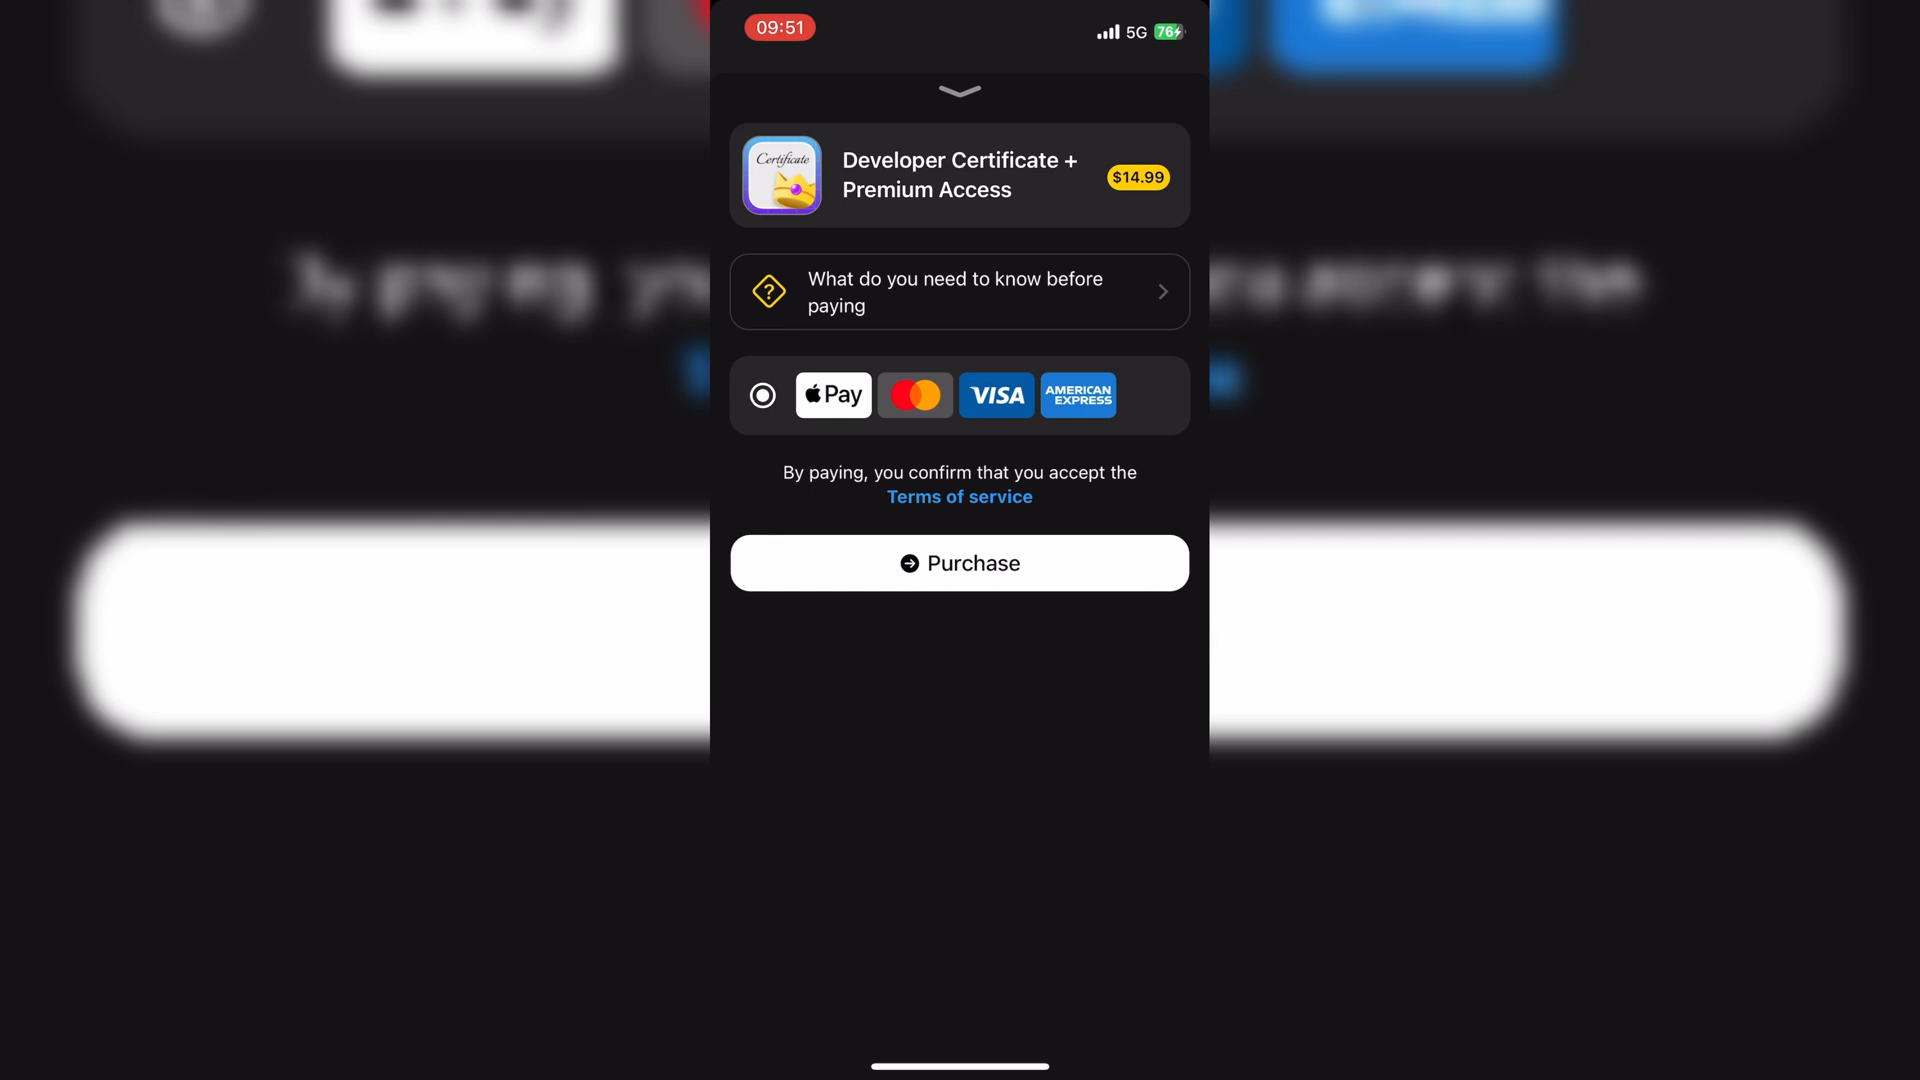 09:51
5G
76
Certificate
Developer Certificate +
Premium Access
$14.99
What do you need to know before
paying
Pay
VISA
AMERICAN
EXPRESS
By paying, you confirm that you accept the
Terms of service
Purchase